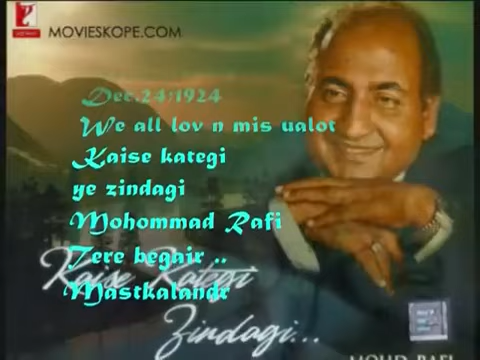 MOVIESKOPE.COM
Dec.24,1924
We all lov n mis ualot
Kaise kategi
ye zindagi
Mohommad Rafi
Tere begair ..
Mastkalandr
Kaise Kategi
Zindagi...
MOHD RAFI